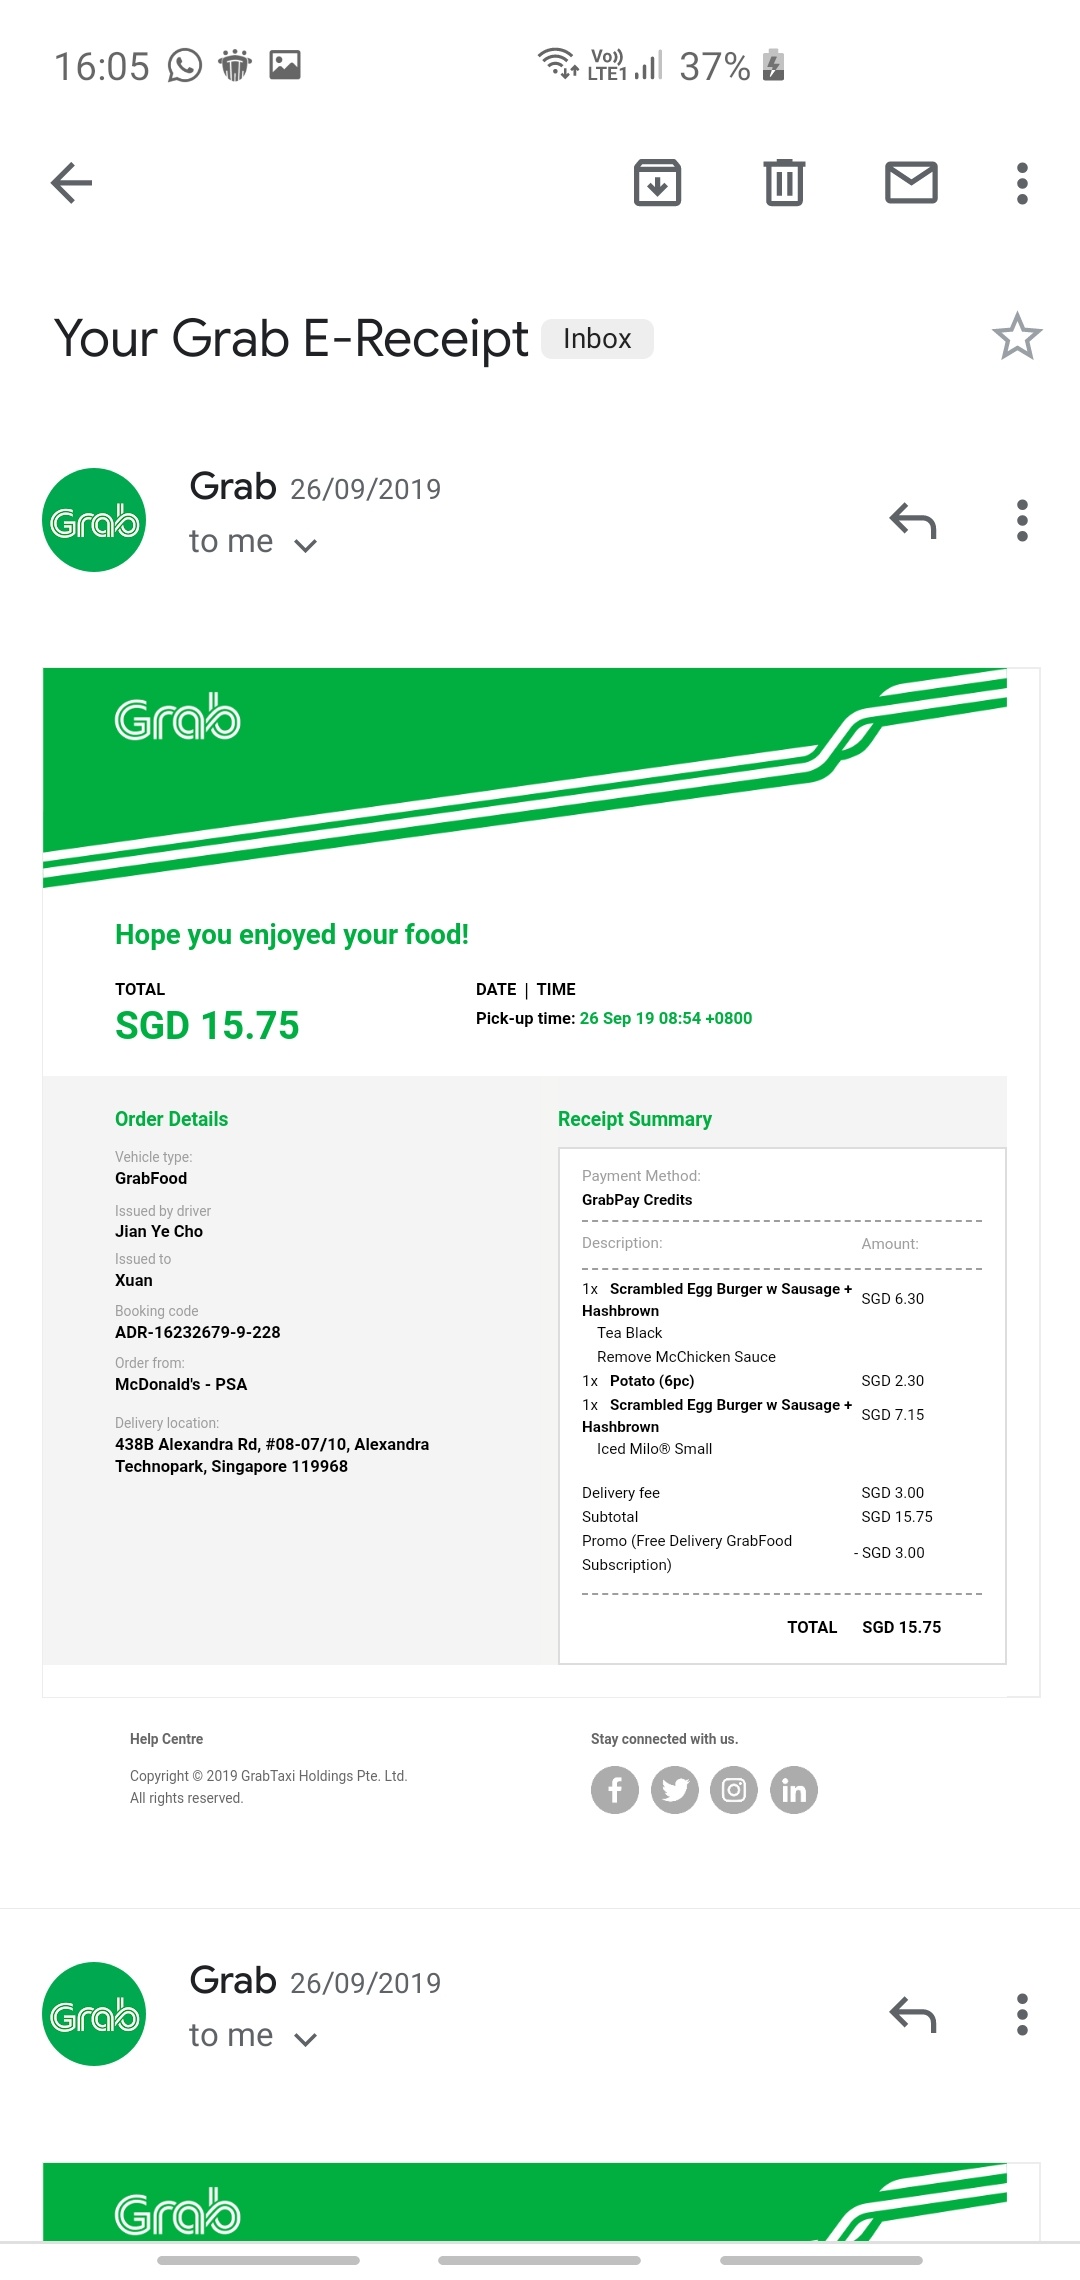 16:05 Vo)) LTE1 37%
Your Grab E-Receipt Inbox
Grab 26/09/2019
Grab
to me
Grab
Hope you enjoyed your food!
TOTAL
SGD 15.75
DATE | TIME
Pick-up time: 26 Sep 19 08:54 +0800
Order Details
Vehicle type:
GrabFood
Issued by driver
Jian Ye Cho
Issued to
Xuan
Booking code
ADR-16232679-9-228
Order from:
McDonald's - PSA
Delivery location:
438B Alexandra Rd, #08-07/10, Alexandra
Technopark, Singapore 119968
Receipt Summary
Payment Method:
GrabPay Credits
Description: Amount:
1x Scrambled Egg Burger w Sausage + SGD 6.30
Hashbrown
Tea Black
Remove McChicken Sauce
1x Potato (6pc) SGD 2.30
1x Scrambled Egg Burger w Sausage + SGD 7.15
Hashbrown
Iced Milo® Small
Delivery fee SGD 3.00
Subtotal SGD 15.75
Promo (Free Delivery GrabFood - SGD 3.00
Subscription)
TOTAL SGD 15.75
Help Centre
Copyright © 2019 GrabTaxi Holdings Pte. Ltd.
All rights reserved.
Stay connected with us.
Grab 26/09/2019
Grab
to me
Grab